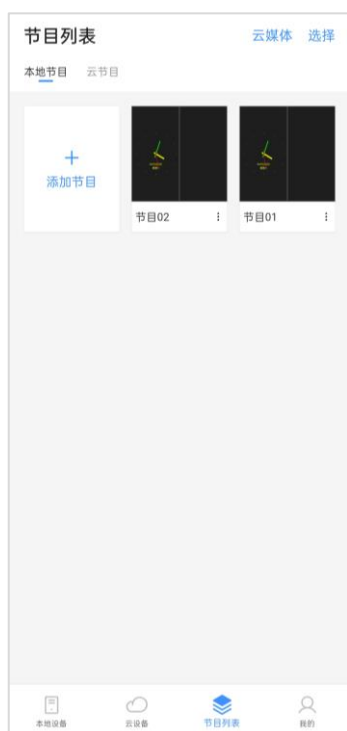 节目列表 云媒体 选择
本地节目 云节目
+
添加节目
节目02
节目01
本地设备 云设备 节目列表 我的